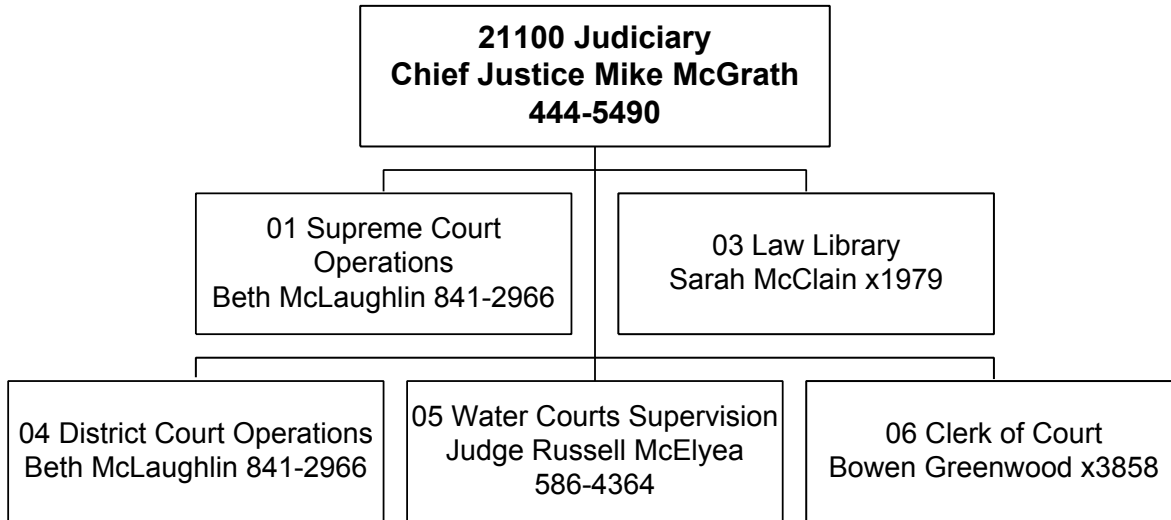 21100 Judiciary
Chief Justice Mike McGrath
444-5490
01 Supreme Court
Operations
Beth McLaughlin 841-2966
03 Law Library
Sarah McClain x1979
04 District Court Operations
Beth McLaughlin 841-2966
05 Water Courts Supervision
Judge Russell McElyea
586-4364
06 Clerk of Court
Bowen Greenwood x3858